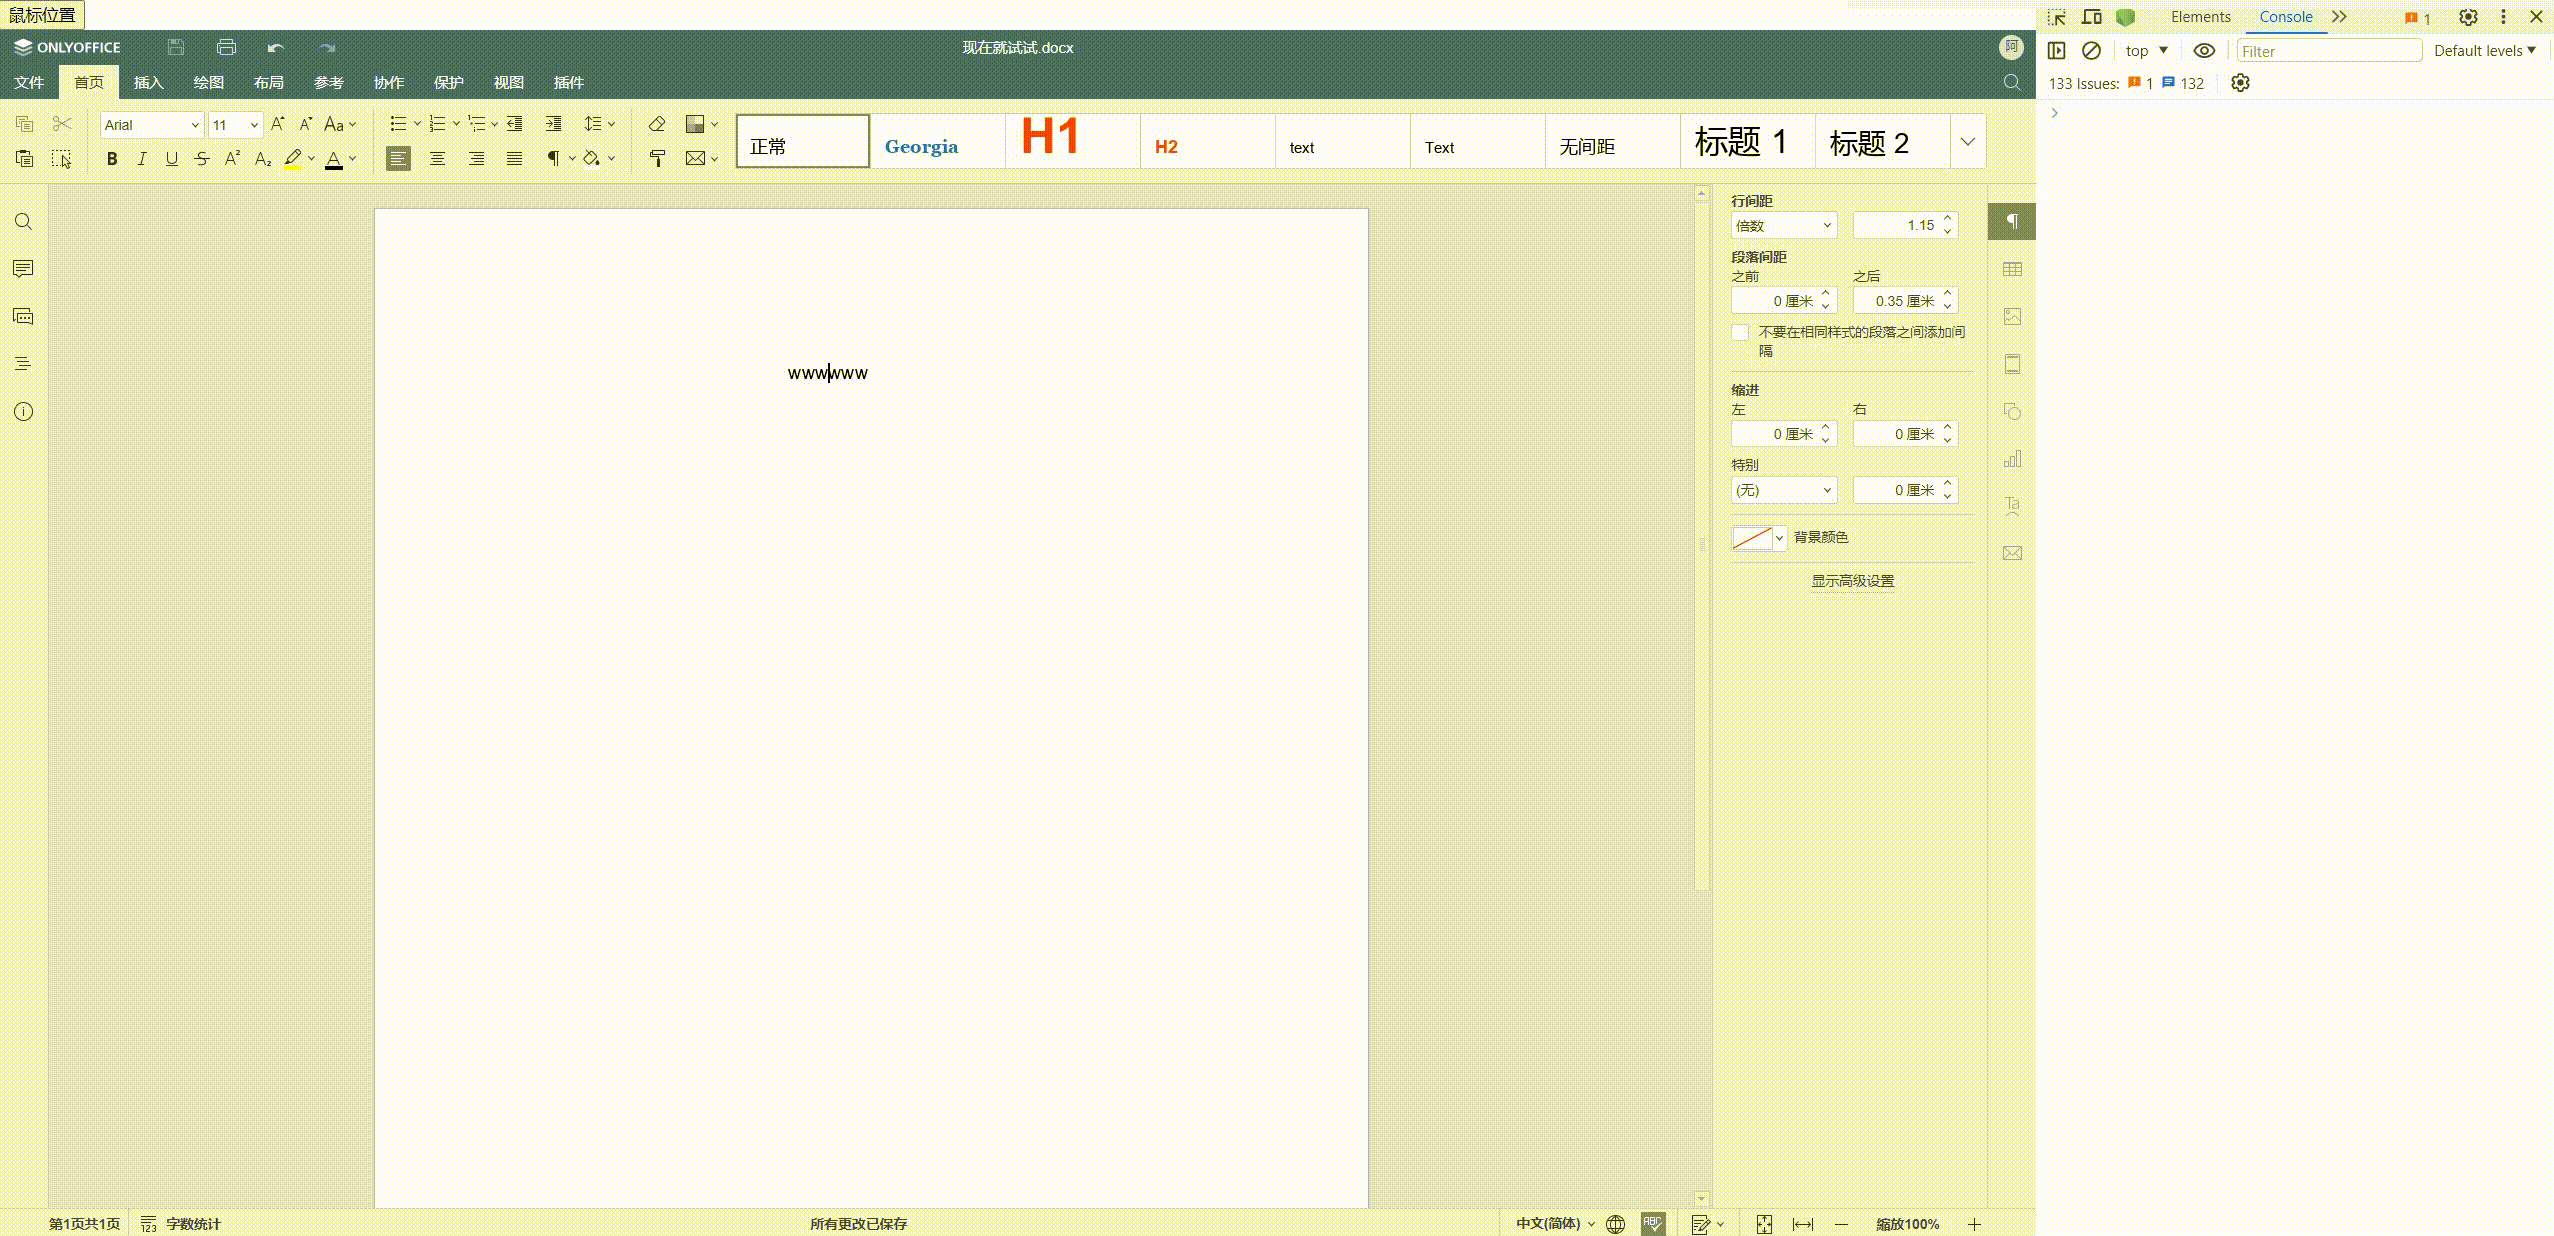 鼠标位置
ONLYOFFICE
现在就试试.docx
阿
文件 首页 插入 绘图 布局 参考 协作 保护 视图 插件
Arial 11 Aa
B I U S A² A₂ A
正常 Georgia H1 H2 text Text 无间距 标题 1 标题 2
wwwwww
行间距
倍数 1.15
段落间距
之前 之后
0 厘米 0.35 厘米
不要在相同样式的段落之间添加间
隔
缩进
左 右
0 厘米 0 厘米
特别
(无) 0 厘米
背景颜色
显示高级设置
Ta
第1页共1页 123 字数统计 所有更改已保存 中文(简体) ABC 缩放100%
Elements Console 1
top Filter Default levels
133 Issues: 1 132